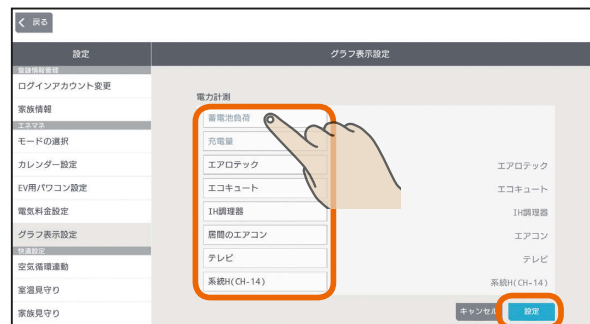 戻る
設定
グラフ表示設定
登録情報管理
ログインアカウント変更
家族情報
エネマネ
モードの選択
カレンダー設定
EV用パワコン設定
電気料金設定
グラフ表示設定
快適設定
空気循環連動
室温見守り
家族見守り
電力計測
蓄電池負荷
充電量
エアロテック エアロテック
エコキュート エコキュート
IH調理器 IH調理器
居間のエアコン エアコン
テレビ テレビ
系統H(CH-14) 系統H(CH-14)
キャンセル 設定